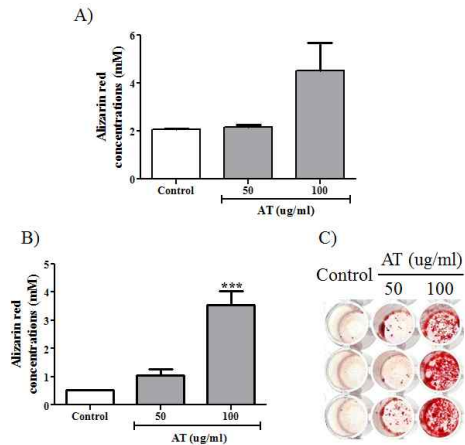 A)
Alizarin red
concentrations (mM)
6
4
2
0
Control
50
100
AT (ug/ml)
B)
Alizarin red
concentrations (mM)
5
4
3
2
1
0
***
Control
50
100
AT (ug/ml)
C)
AT (ug/ml)
Control
50
100